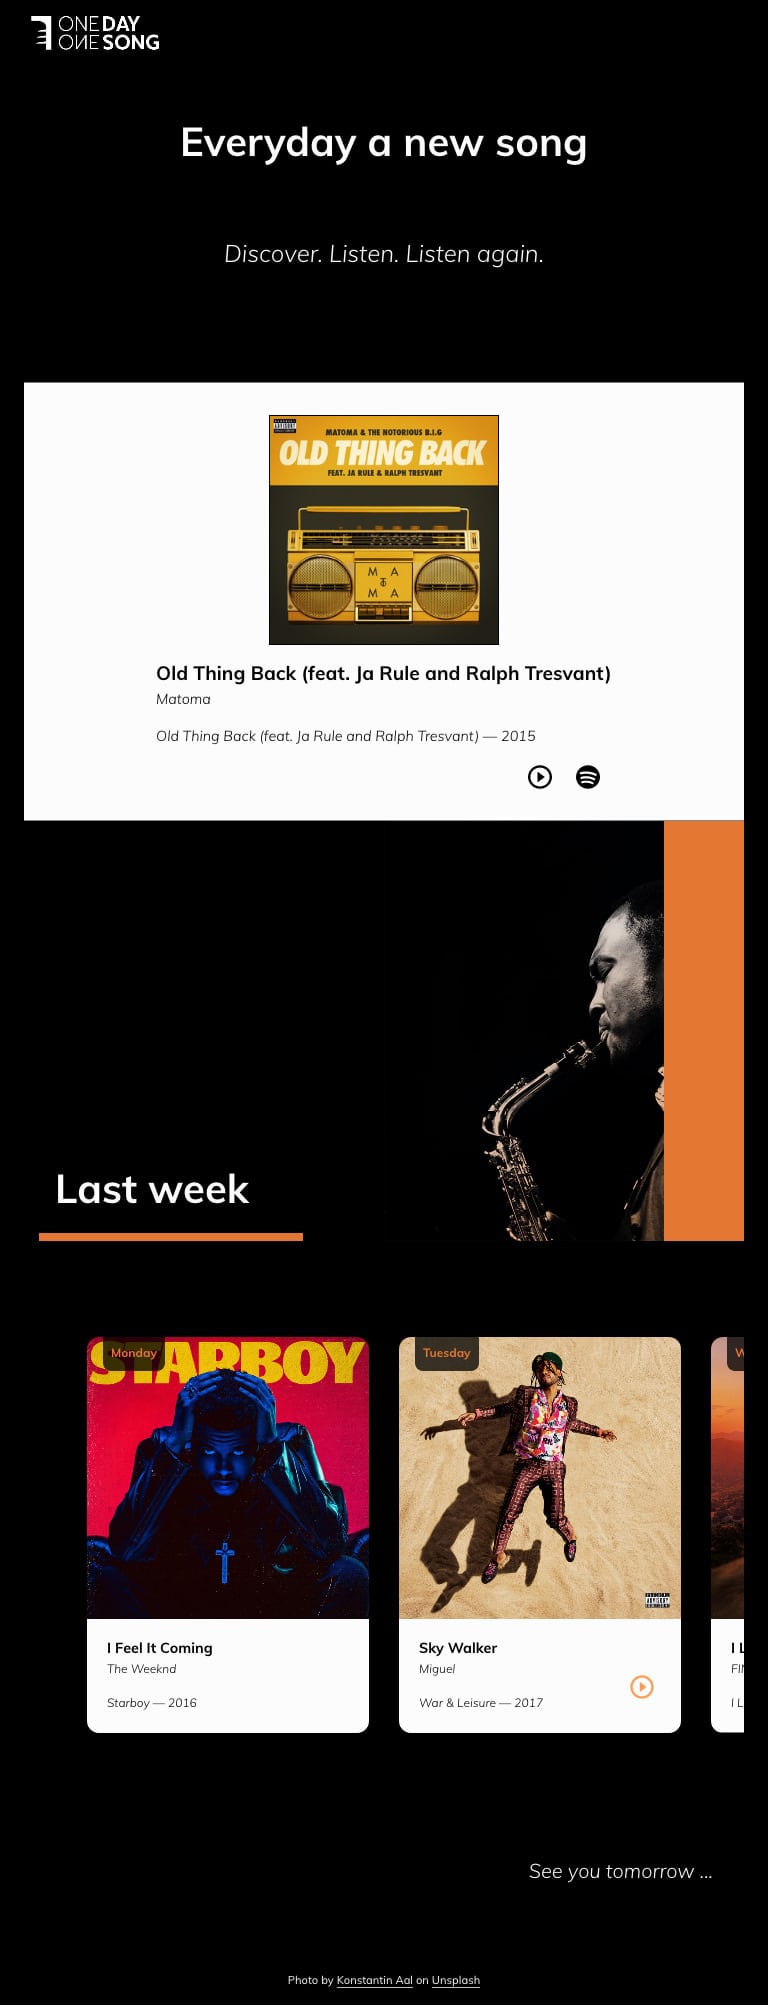 ONE DAY
ONE SONG
Everyday a new song
Discover. Listen. Listen again.
MATOMA & THE NOTORIOUS B.I.G
OLD THING BACK
FEAT. JA RULE & RALPH TRESVANT
M A
T
M A
Old Thing Back (feat. Ja Rule and Ralph Tresvant)
Matoma
Old Thing Back (feat. Ja Rule and Ralph Tresvant) — 2015
Last week
STARBOY
Monday
Tuesday
W
I Feel It Coming
The Weeknd
Starboy — 2016
Sky Walker
Miguel
War & Leisure — 2017
I L
FI
I L
See you tomorrow ...
Photo by Konstantin Aal on Unsplash